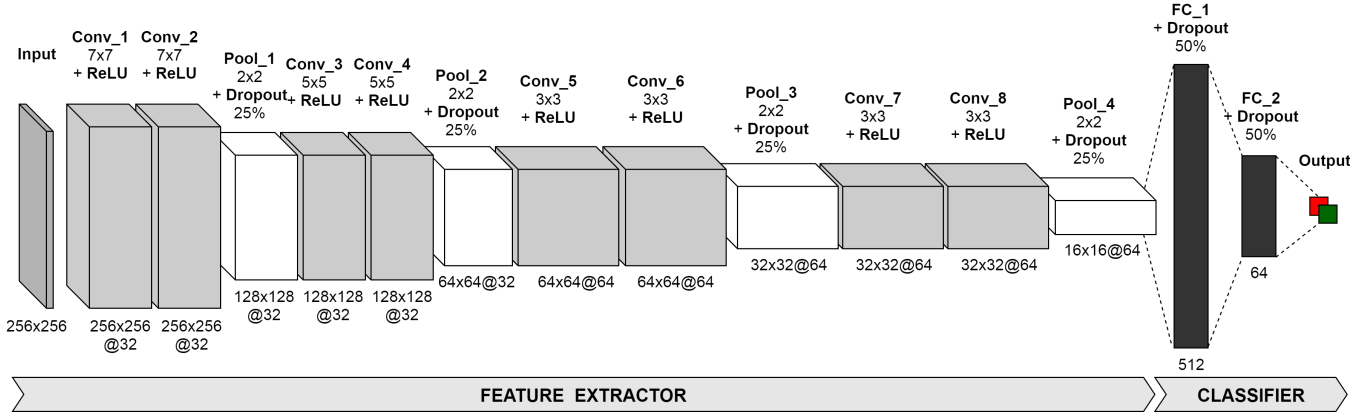 Input
Conv_1
7x7
+ ReLU
Conv_2
7x7
+ ReLU
Pool_1
2x2
+ Dropout
25%
Conv_3
5x5
+ ReLU
Conv_4
5x5
+ ReLU
Pool_2
2x2
+ Dropout
25%
Conv_5
3x3
+ ReLU
Conv_6
3x3
+ ReLU
Pool_3
2x2
+ Dropout
25%
Conv_7
3x3
+ ReLU
Conv_8
3x3
+ ReLU
Pool_4
2x2
+ Dropout
25%
FC_1
+ Dropout
50%
FC_2
+ Dropout
50%
Output
256x256
256x256
@32
256x256
@32
128x128
@32
128x128
@32
128x128
@32
64x64@32
64x64@64
64x64@64
32x32@64
32x32@64
32x32@64
16x16@64
512
64
FEATURE EXTRACTOR
CLASSIFIER